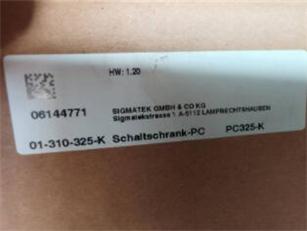 HW: 1.20
06144771
SIGMATEK GMBH & CO KG
Sigmatekstrasse 1 A-5112 LAMPRECHTSHAUSEN
01-310-325-K Schaltschrank-PC PC325-K